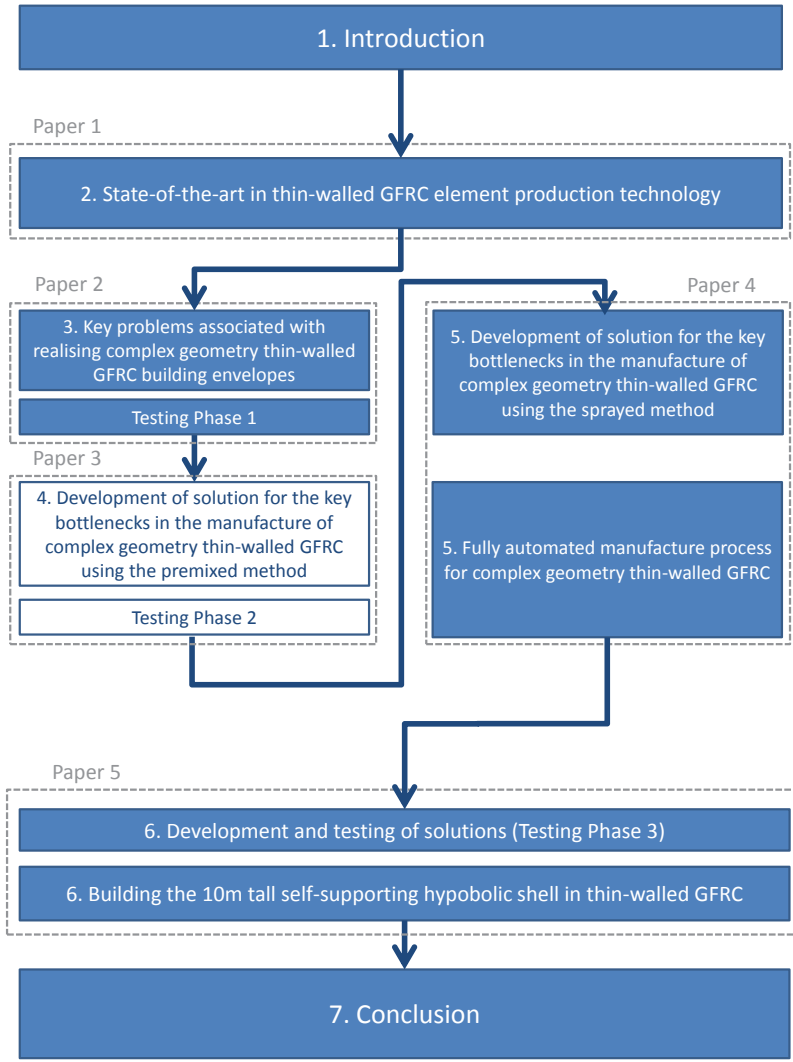 1. Introduction
Paper 1
2. State-of-the-art in thin-walled GFRC element production technology
Paper 2
3. Key problems associated with
realising complex geometry thin-walled
GFRC building envelopes
Testing Phase 1
Paper 3
4. Development of solution for the key
bottlenecks in the manufacture of
complex geometry thin-walled GFRC
using the premixed method
Testing Phase 2
Paper 4
5. Development of solution for the key
bottlenecks in the manufacture of
complex geometry thin-walled GFRC
using the sprayed method
5. Fully automated manufacture process
for complex geometry thin-walled GFRC
Paper 5
6. Development and testing of solutions (Testing Phase 3)
6. Building the 10m tall self-supporting hypobolic shell in thin-walled GFRC
7. Conclusion